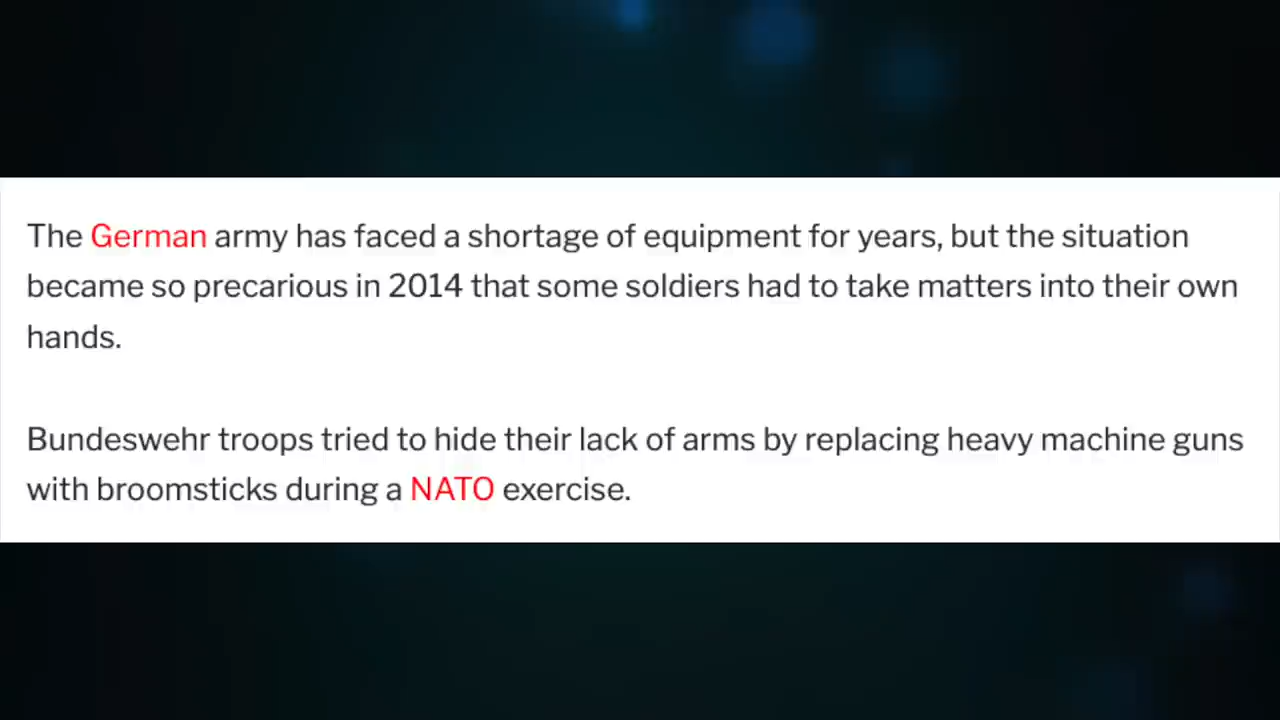 The German army has faced a shortage of equipment for years, but the situation
became so precarious in 2014 that some soldiers had to take matters into their own
hands.
Bundeswehr troops tried to hide their lack of arms by replacing heavy machine guns
with broomsticks during a NATO exercise.